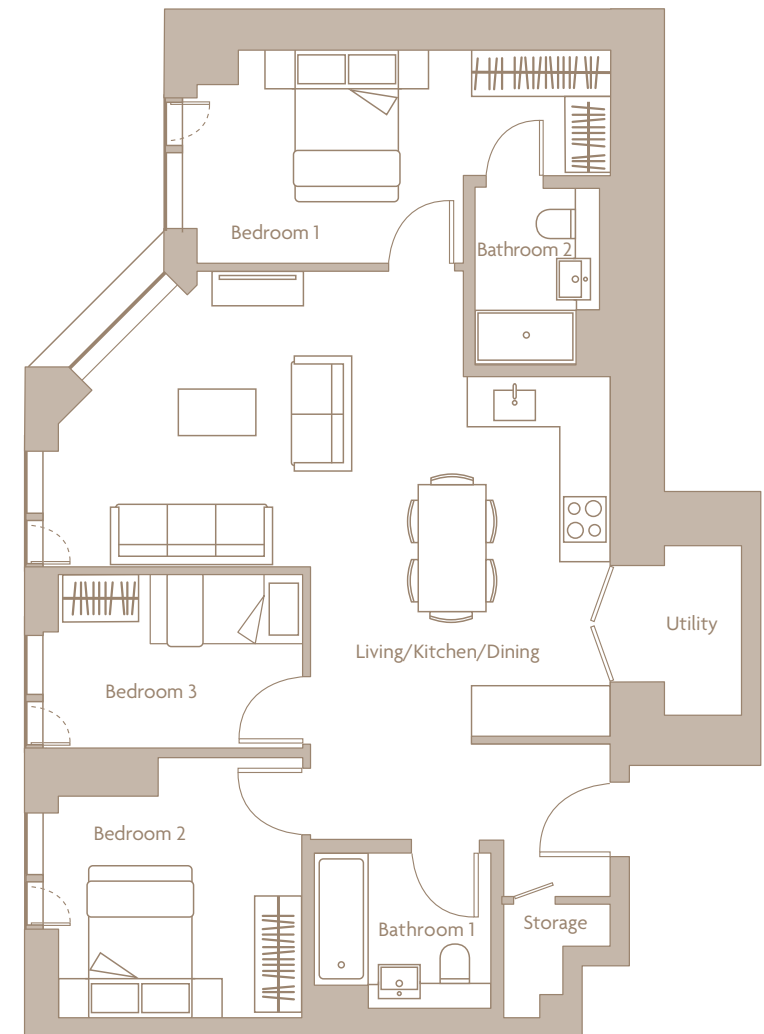 Bedroom 1
Bathroom 2
Utility
Living/Kitchen/Dining
Bedroom 3
Bedroom 2
Storage
Bathroom 1